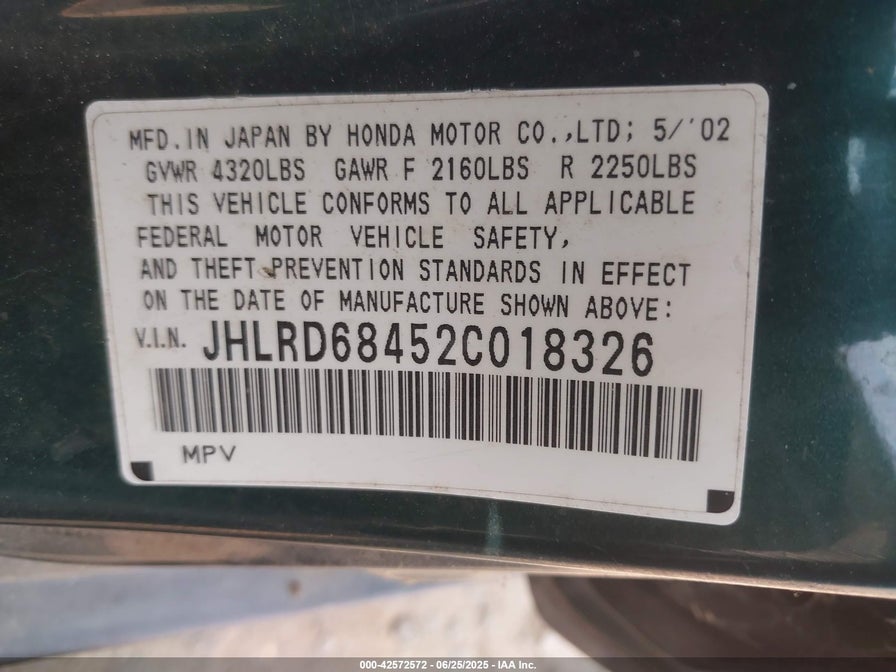 MFD.IN JAPAN BY HONDA MOTOR CO.,LTD; 5/'02
GVWR 4320LBS GAWR F 2160LBS R 2250LBS
THIS VEHICLE CONFORMS TO ALL APPLICABLE
FEDERAL MOTOR VEHICLE SAFETY,
AND THEFT PREVENTION STANDARDS IN EFFECT
ON THE DATE OF MANUFACTURE SHOWN ABOVE:
V.I.N. JHLRD68452C018326
MPV
000-42572572 / 06/25/2025 - IAA Inc.